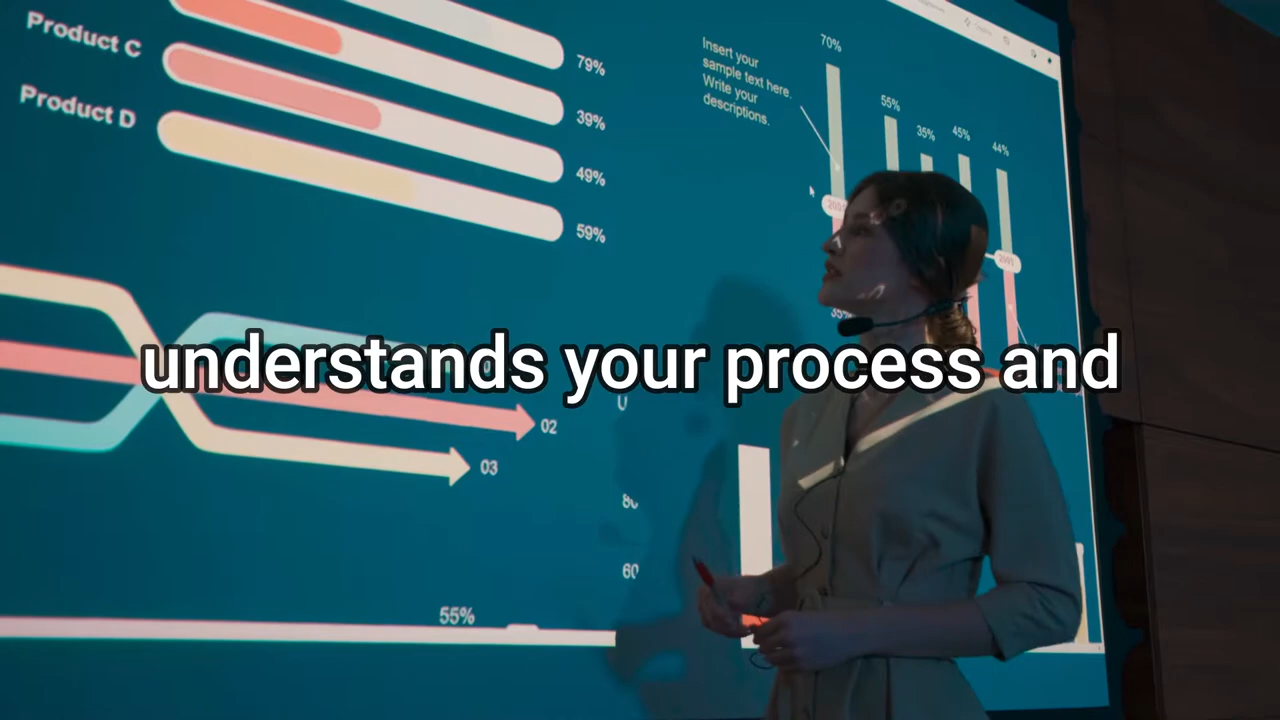 Product C
Product D
79%
39%
49%
59%
Insert your
sample text here.
Write your
descriptions.
70%
55%
35%
45%
44%
35%
understands your process and
02
03
60
55%